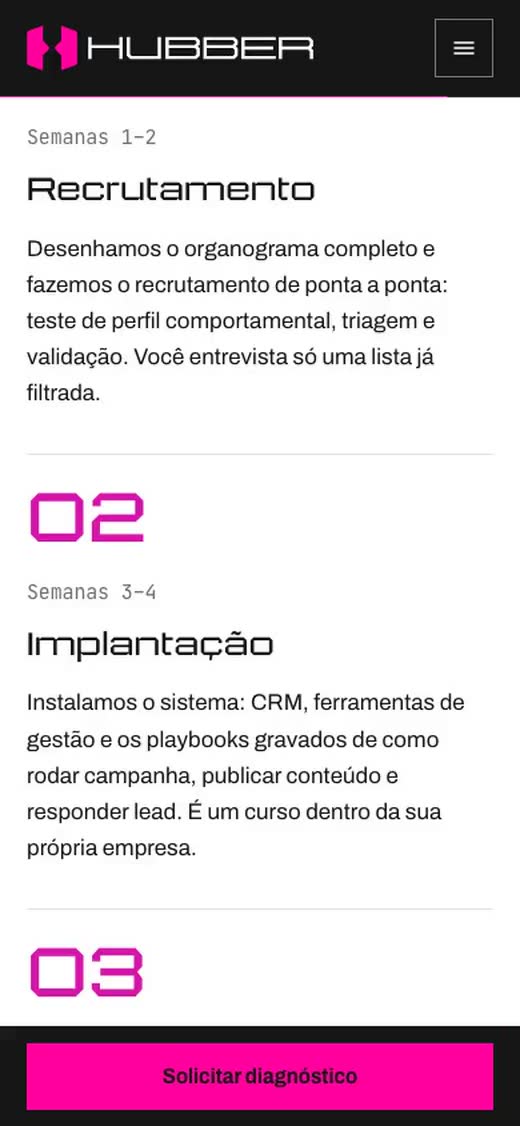 HUBBER
Semanas 1–2
Recrutamento
Desenhamos o organograma completo e
fazemos o recrutamento de ponta a ponta:
teste de perfil comportamental, triagem e
validação. Você entrevista só uma lista já
filtrada.
02
Semanas 3–4
Implantação
Instalamos o sistema: CRM, ferramentas de
gestão e os playbooks gravados de como
rodar campanha, publicar conteúdo e
responder lead. É um curso dentro da sua
própria empresa.
03
Solicitar diagnóstico